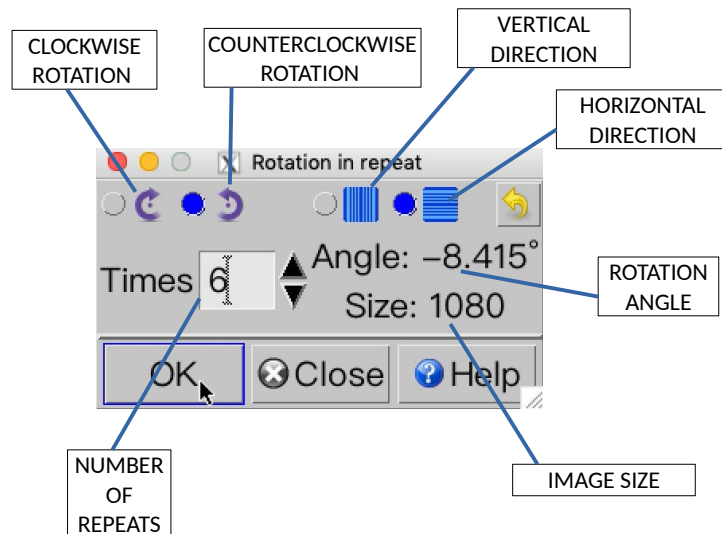 VERTICAL
DIRECTION
CLOCKWISE
ROTATION
COUNTERCLOCKWISE
ROTATION
HORIZONTAL
DIRECTION
X Rotation in repeat
Times 6
Angle: −8.415°
Size: 1080
ROTATION
ANGLE
OK
Close
? Help
NUMBER
OF
REPEATS
IMAGE SIZE